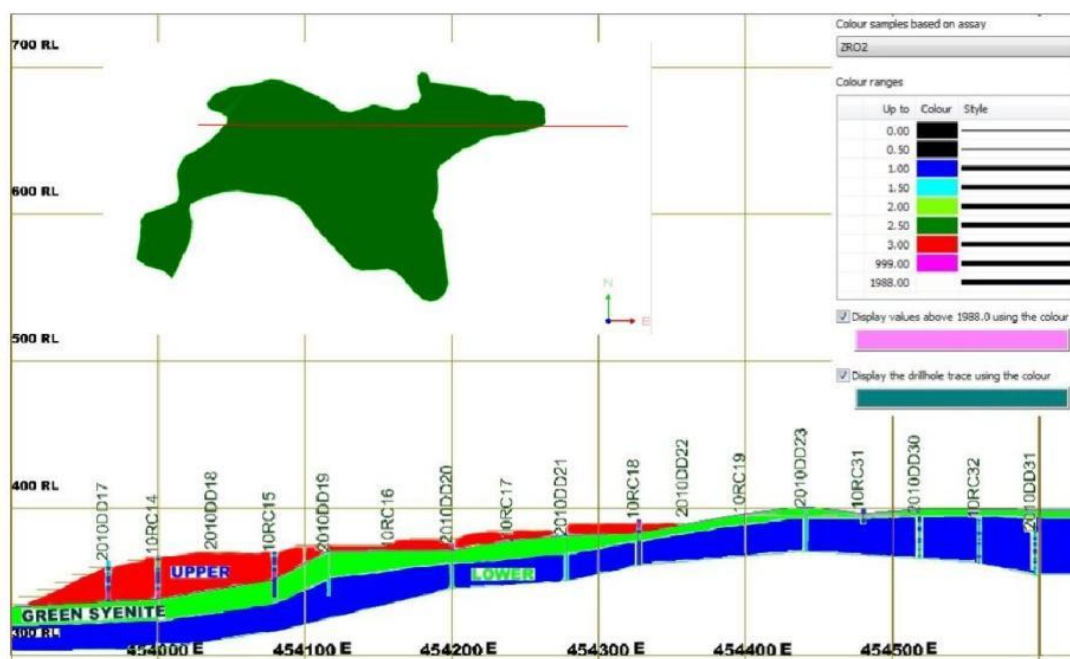 700 RL
600 RL
500 RL
400 RL
300 RL
Colour samples based on assay
ZRO2
Colour ranges
Up to Colour Style
0.00
0.50
1.00
1.50
2.00
2.50
3.00
999.00
1988.00
Display values above 1988.0 using the colour
Display the drillhole trace using the colour
N
E
2010DD17
10RC14
2010DD18
10RC15
2010DD19
10RC16
2010DD20
10RC17
2010DD21
10RC18
2010DD22
10RC19
2010DD23
10RC31
2010DD30
10RC32
2010DD31
UPPER
LOWER
GREEN SYENITE
454000 E
454100 E
454200 E
454300 E
454400 E
454500 E